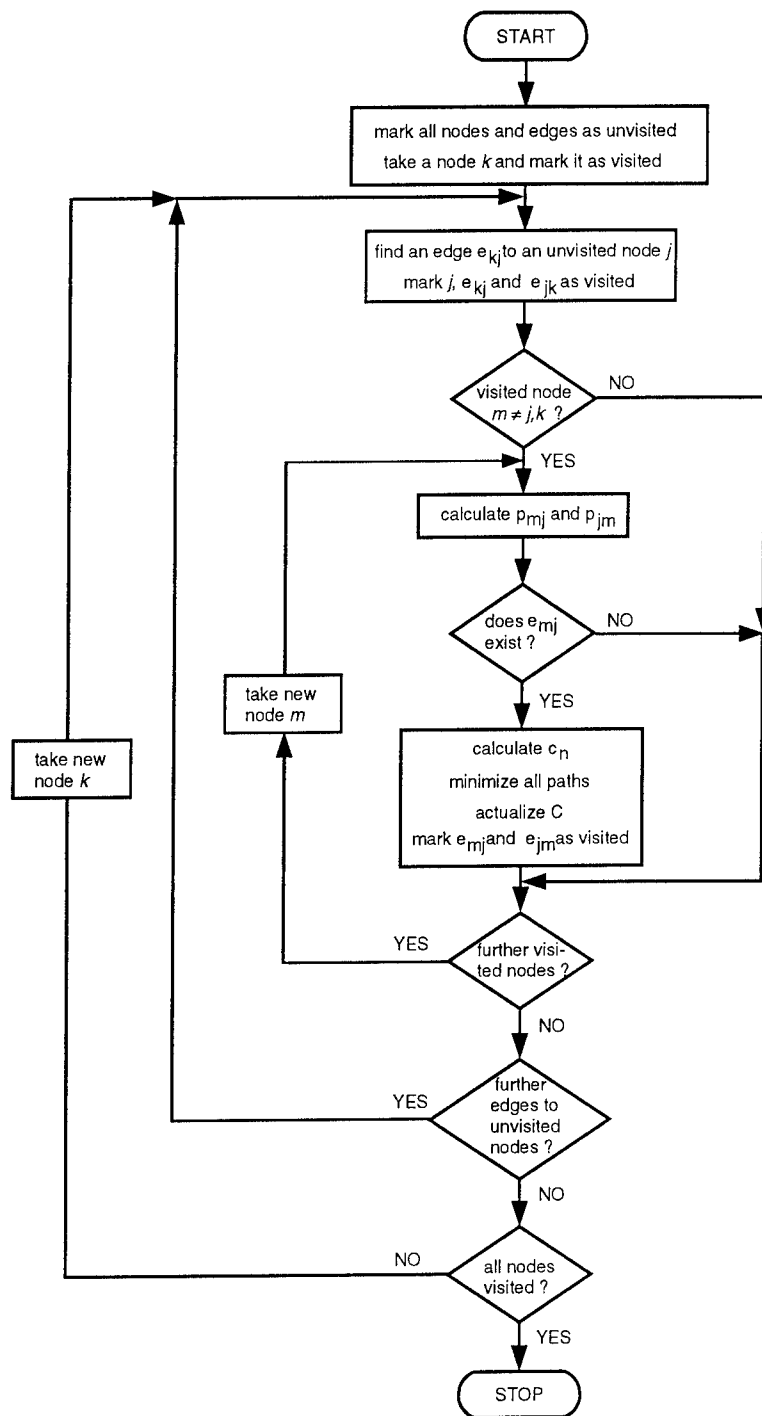 START
mark all nodes and edges as unvisited
take a node k and mark it as visited
find an edge e_kj to an unvisited node j
mark j, e_kj and e_jk as visited
visited node
m ≠ j,k ?
NO
YES
calculate p_mj and p_jm
does e_mj
exist ?
NO
YES
take new
node m
take new
node k
calculate c_n
minimize all paths
actualize C
mark e_mj and e_jm as visited
YES
further visi-
ted nodes ?
NO
YES
further
edges to
unvisited
nodes ?
NO
NO
all nodes
visited ?
YES
STOP